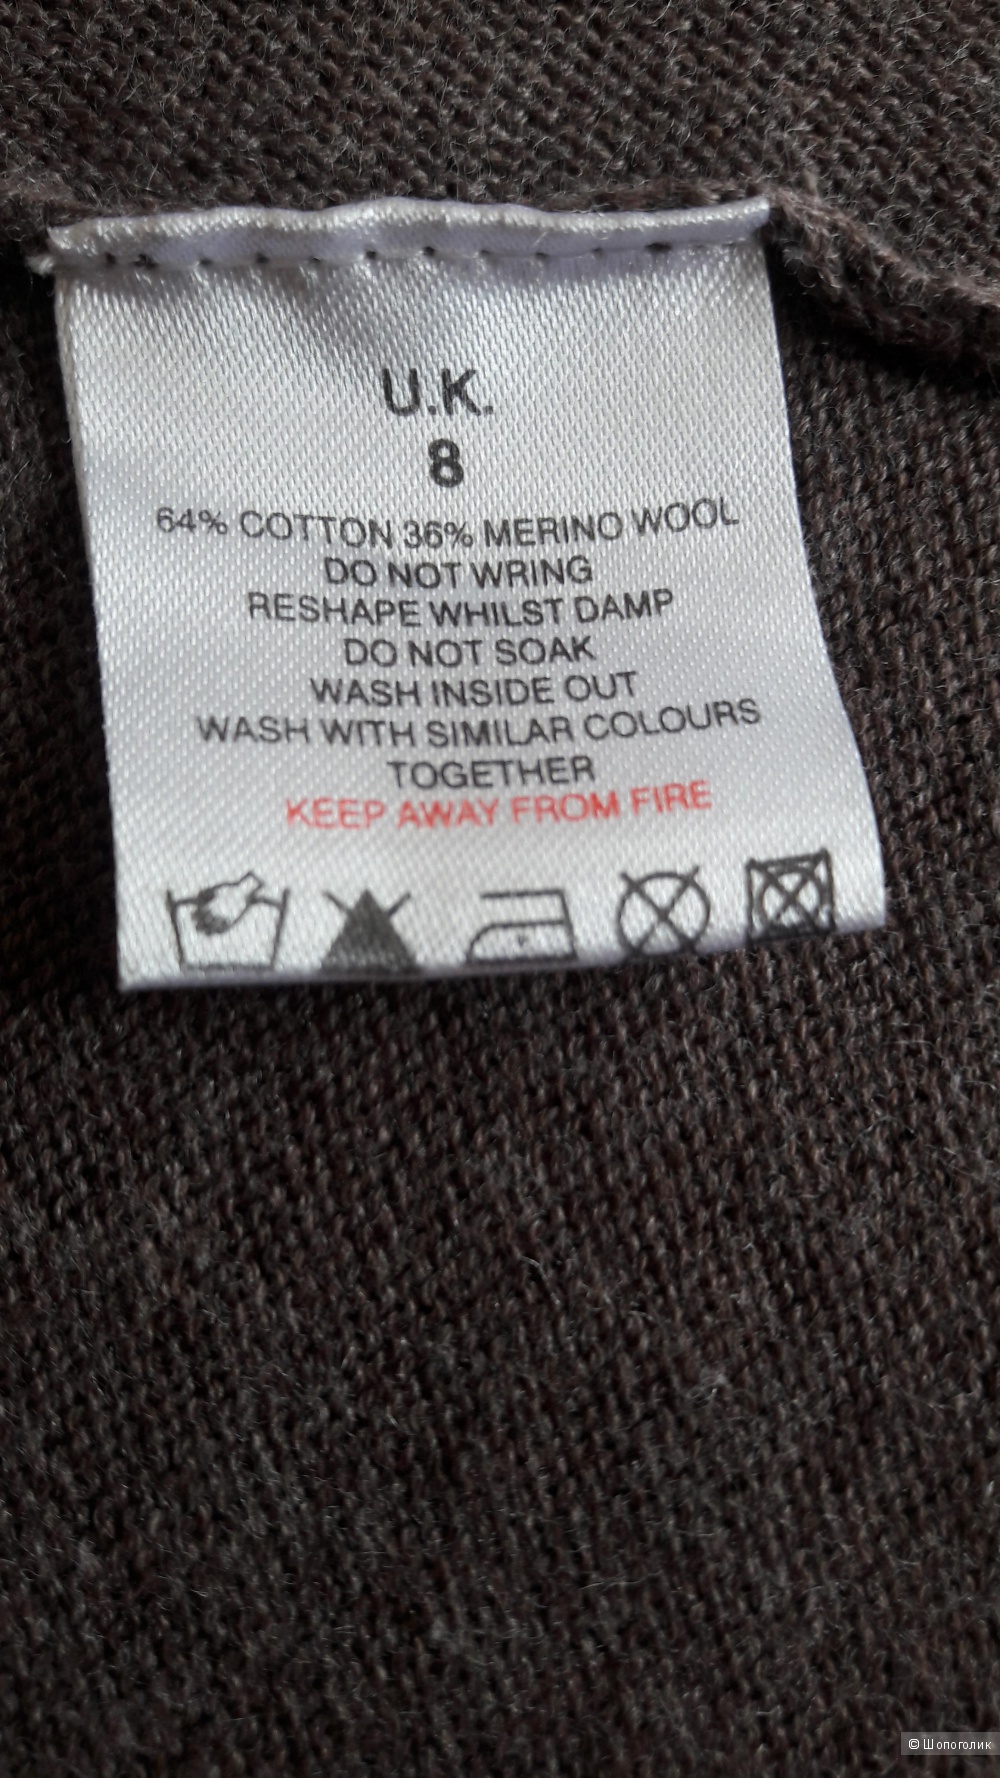 U.K.
8
64% COTTON 36% MERINO WOOL
DO NOT WRING
RESHAPE WHILST DAMP
DO NOT SOAK
WASH INSIDE OUT
WASH WITH SIMILAR COLOURS
TOGETHER
KEEP AWAY FROM FIRE
© Шопоголик